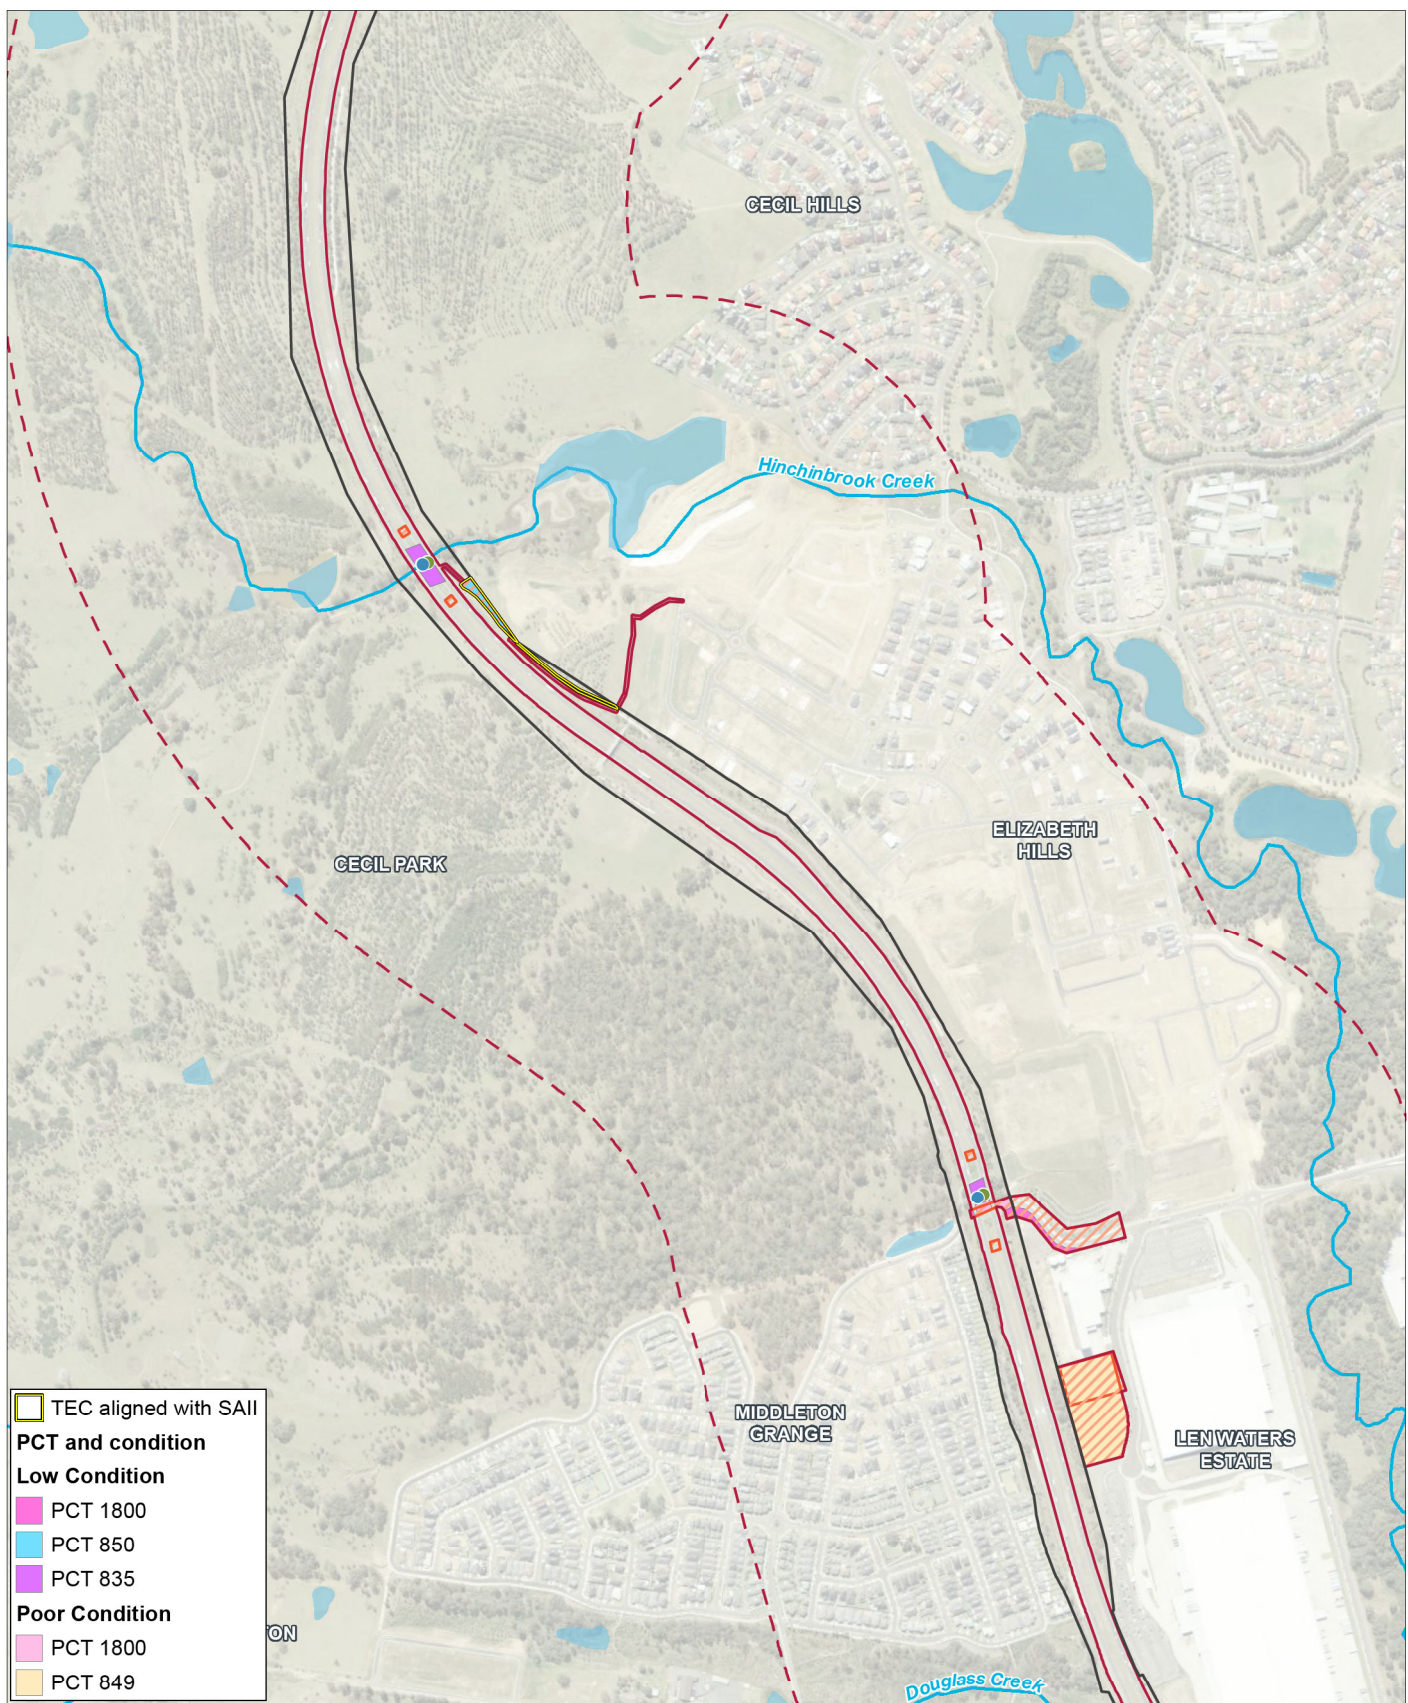 CECIL HILLS
Hinchinbrook Creek
ELIZABETH
HILLS
CECIL PARK
MIDDLETON
GRANGE
LEN WATERS
ESTATE
TEC aligned with SAII
PCT and condition
Low Condition
PCT 1800
PCT 850
PCT 835
Poor Condition
PCT 1800
PCT 849
TON
Douglass Creek